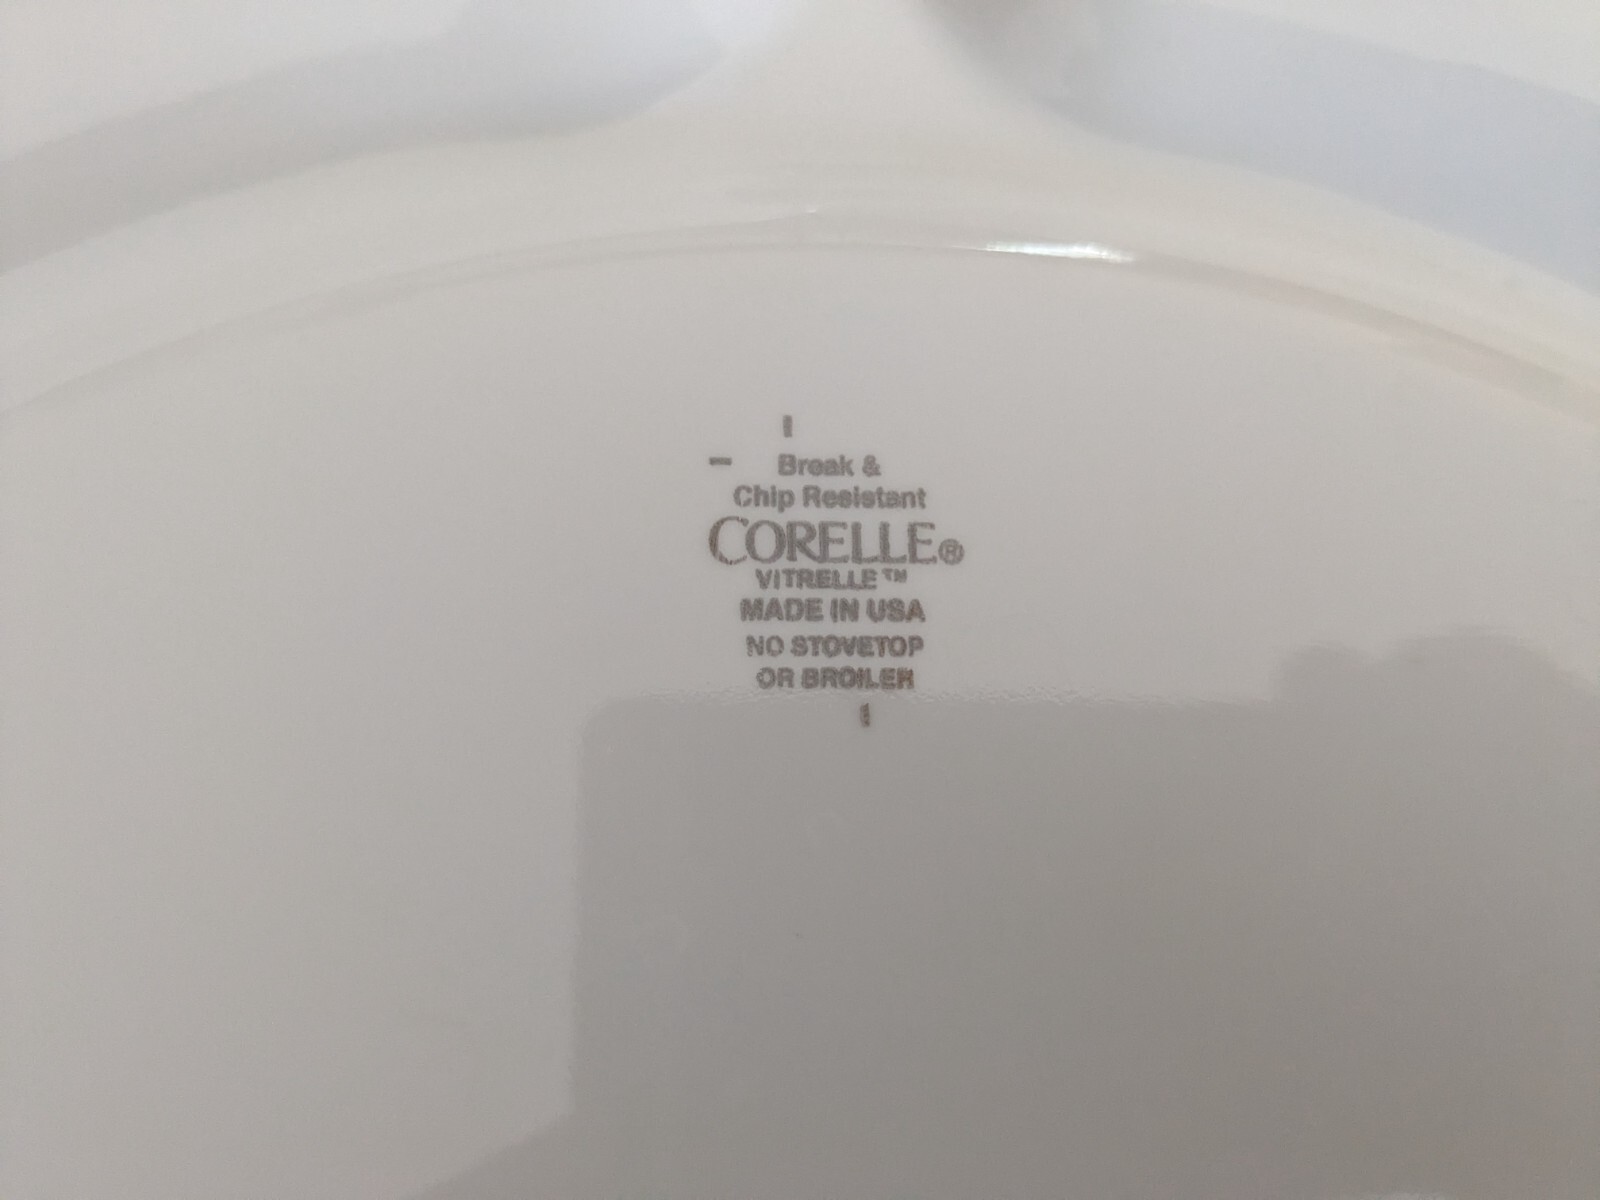 Break &
Chip Resistant
CORELLE®
VITRELLE™
MADE IN USA
NO STOVETOP
OR BROILER